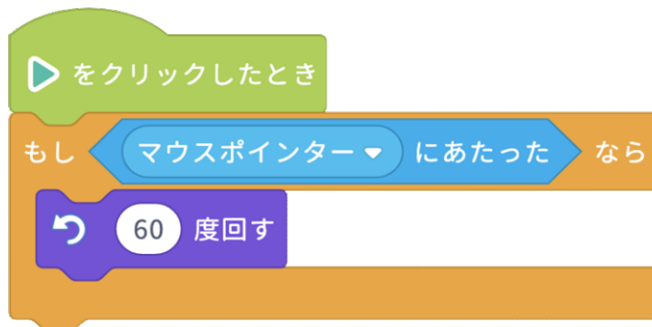 をクリックしたとき
もし マウスポインター にあたった なら
60 度回す